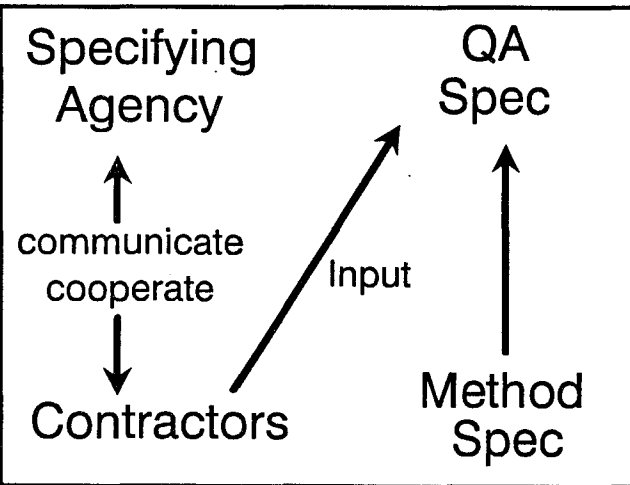 Specifying
Agency
QA
Spec
communicate
cooperate
Input
Contractors
Method
Spec